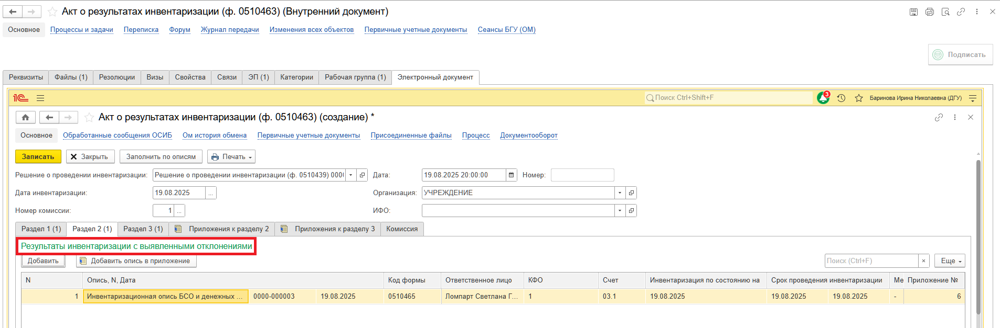 Акт о результатах инвентаризации (ф. 0510463) (Внутренний документ)
Основное Процессы и задачи Переписка Форум Журнал передачи Изменения всех объектов Первичные учетные документы Сеансы БГУ (ОМ)
Подписать
Реквизиты Файлы (1) Резолюции Визы Свойства Связи ЭП (1) Категории Рабочая группа (1) Электронный документ
1С Поиск Ctrl+Shift+F 3 Баринова Ирина Николаевна (ДГУ)
Акт о результатах инвентаризации (ф. 0510463) (создание) *
Основное Обработанные сообщения ОСИБ Ом история обмена Первичные учетные документы Присоединенные файлы Процесс Документооборот
Записать Закрыть Заполнить по описям Печать
Решение о проведении инвентаризации: Решение о проведении инвентаризации (ф. 0510439) 000 Дата: 19.08.2025 20:00:00 Номер:
Дата инвентаризации: 19.08.2025 ... Организация: УЧРЕЖДЕНИЕ
Номер комиссии: 1 ... ИФО:
Раздел 1 (1) Раздел 2 (1) Раздел 3 (1) Приложения к разделу 2 Приложения к разделу 3 Комиссия
Результаты инвентаризации с выявленными отклонениями
Добавить Добавить опись в приложение Поиск (Ctrl+F) × Еще
N Опись, N, Дата Код формы Ответственное лицо КФО Счет Инвентаризация по состоянию на Срок проведения инвентаризации Ме Приложение №
1 Инвентаризационная опись БСО и денежных ... 0000-000003 19.08.2025 0510465 Ломпарт Светлана Г... 1 03.1 19.08.2025 19.08.2025 19.08.2025 - 6